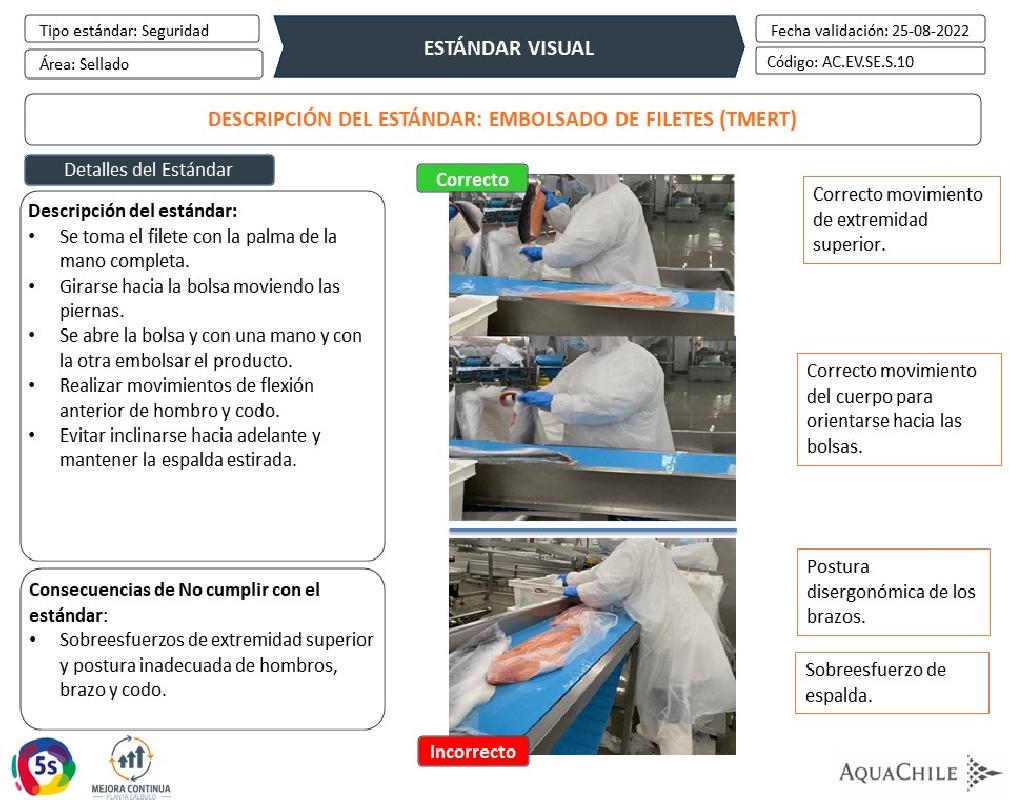 Tipo estándar: Seguridad
Área: Sellado
ESTÁNDAR VISUAL
Fecha validación: 25-08-2022
Código: AC.EV.SE.S.10
DESCRIPCIÓN DEL ESTÁNDAR: EMBOLSADO DE FILETES (TMERT)
Detalles del Estándar
Descripción del estándar:
• Se toma el filete con la palma de la
mano completa.
• Girarse hacia la bolsa moviendo las
piernas.
• Se abre la bolsa y con una mano y con
la otra embolsar el producto.
• Realizar movimientos de flexión
anterior de hombro y codo.
• Evitar inclinarse hacia adelante y
mantener la espalda estirada.
Consecuencias de No cumplir con el
estándar:
• Sobreesfuerzos de extremidad superior
y postura inadecuada de hombros,
brazo y codo.
Correcto
Correcto movimiento
de extremidad
superior.
Correcto movimiento
del cuerpo para
orientarse hacia las
bolsas.
Postura
disergonómica de los
brazos.
Sobreesfuerzo de
espalda.
Incorrecto
5s
MEJORA CONTINUA
PLANTA CALBUCO
AQUACHILE